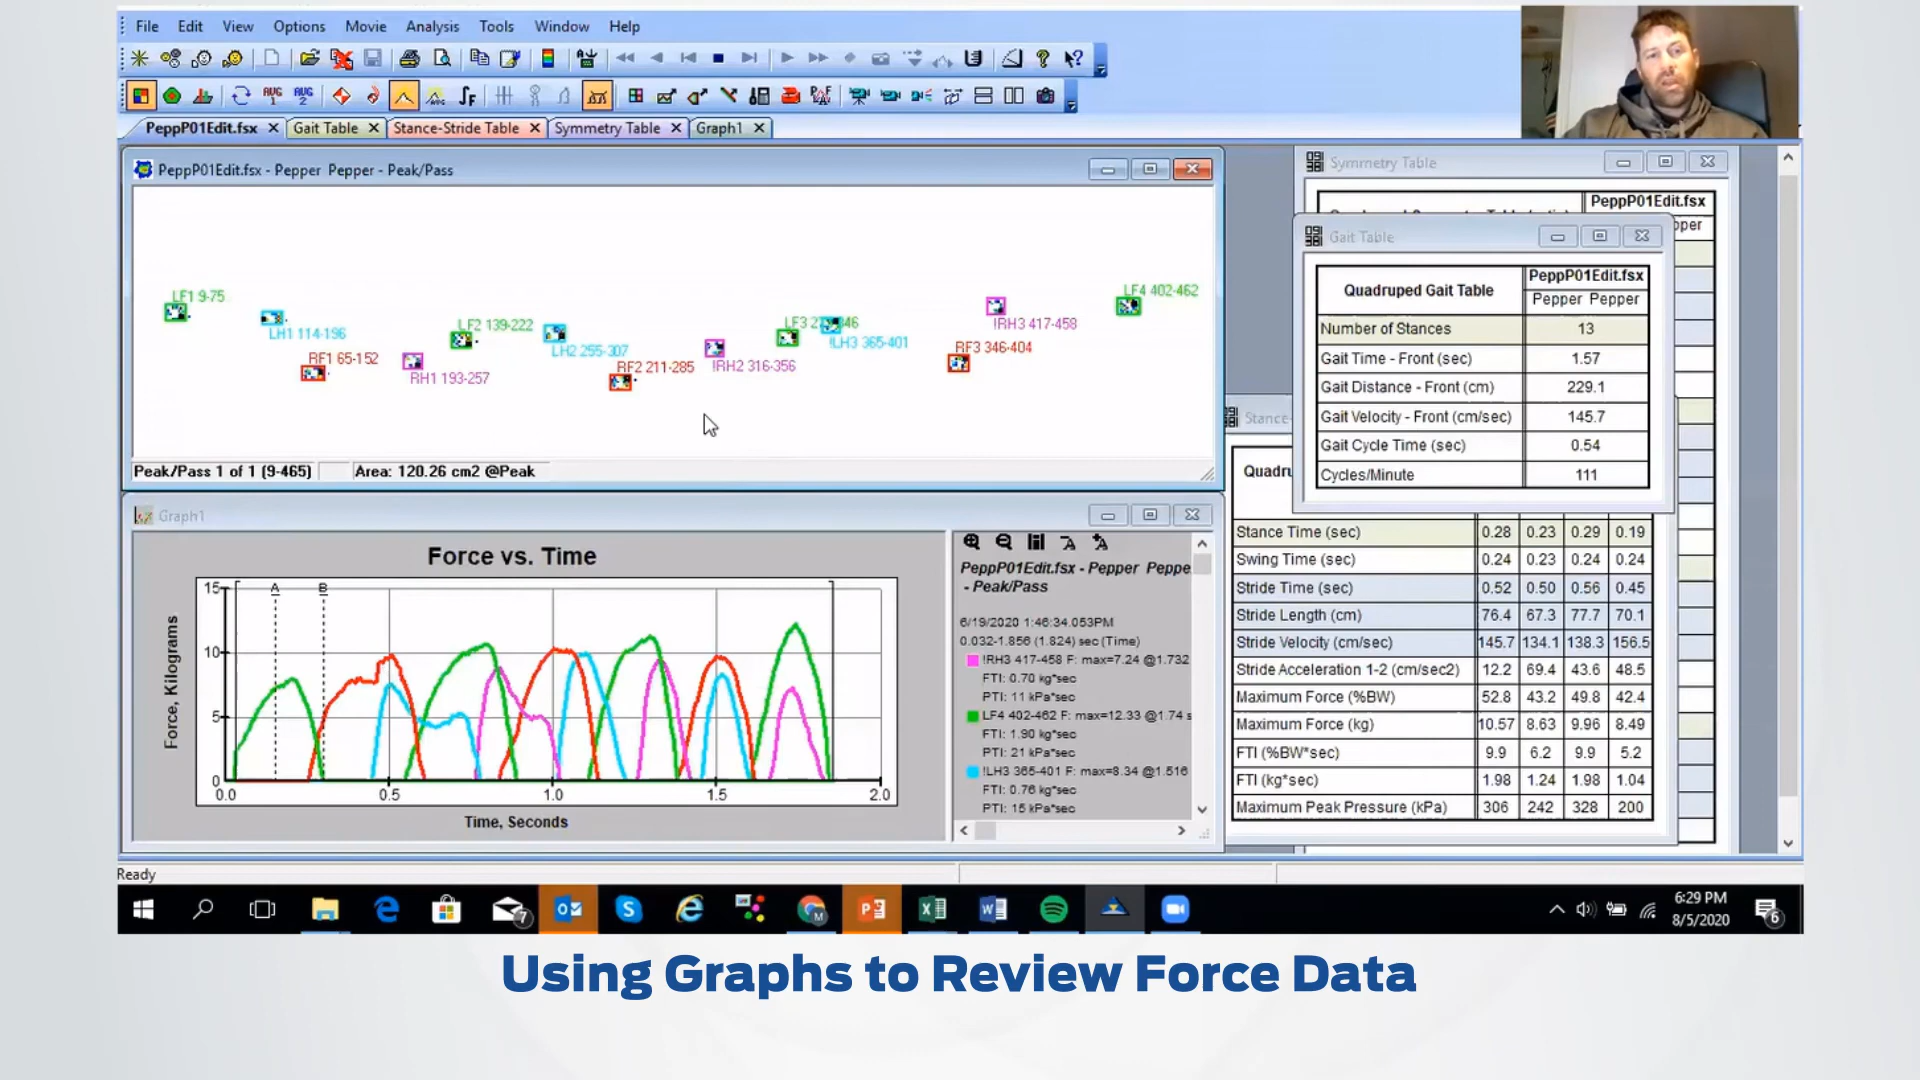 File Edit View Options Movie Analysis Tools Window Help
PeppP01Edit.fsx Gait Table Stance-Stride Table Symmetry Table Graph1
PeppP01Edit.fsx - Pepper Pepper - Peak/Pass
LF1 9-75
LH1 114-196
RF1 65-152
RH1 193-257
LF2 139-222
LH2 255-307
RF2 211-285
!RH2 316-356
LF3
!LH3 365-401
RF3 346-404
!RH3 417-458
LF4 402-462
Peak/Pass 1 of 1 (9-465) Area: 120.26 cm2 @Peak
Symmetry Table
PeppP01Edit.fsx
Gait Table
Quadruped Gait Table PeppP01Edit.fsx
Pepper Pepper
Number of Stances 13
Gait Time - Front (sec) 1.57
Gait Distance - Front (cm) 229.1
Gait Velocity - Front (cm/sec) 145.7
Gait Cycle Time (sec) 0.54
Cycles/Minute 111
Stance-
Quadru
Stance Time (sec) 0.28 0.23 0.29 0.19
Swing Time (sec) 0.24 0.23 0.24 0.24
Stride Time (sec) 0.52 0.50 0.56 0.45
Stride Length (cm) 76.4 67.3 77.7 70.1
Stride Velocity (cm/sec) 145.7 134.1 138.3 156.5
Stride Acceleration 1-2 (cm/sec2) 12.2 69.4 43.6 48.5
Maximum Force (%BW) 52.8 43.2 49.8 42.4
Maximum Force (kg) 10.57 8.63 9.96 8.49
FTI (%BW*sec) 9.9 6.2 9.9 5.2
FTI (kg*sec) 1.98 1.24 1.98 1.04
Maximum Peak Pressure (kPa) 306 242 328 200
Graph1
Force vs. Time
Force, Kilograms
15
10
5
0
A B
0.0 0.5 1.0 1.5 2.0
Time, Seconds
PeppP01Edit.fsx - Pepper Peppe
- Peak/Pass
6/19/2020 1:46:34.053PM
0.032-1.856 (1.824) sec (Time)
!RH3 417-458 F: max=7.24 @1.732
FTI: 0.70 kg*sec
PTI: 11 kPa*sec
LF4 402-462 F: max=12.33 @1.74 s
FTI: 1.90 kg*sec
PTI: 21 kPa*sec
!LH3 365-401 F: max=8.34 @1.516
FTI: 0.76 kg*sec
PTI: 15 kPa*sec
Ready
6:29 PM
8/5/2020
Using Graphs to Review Force Data